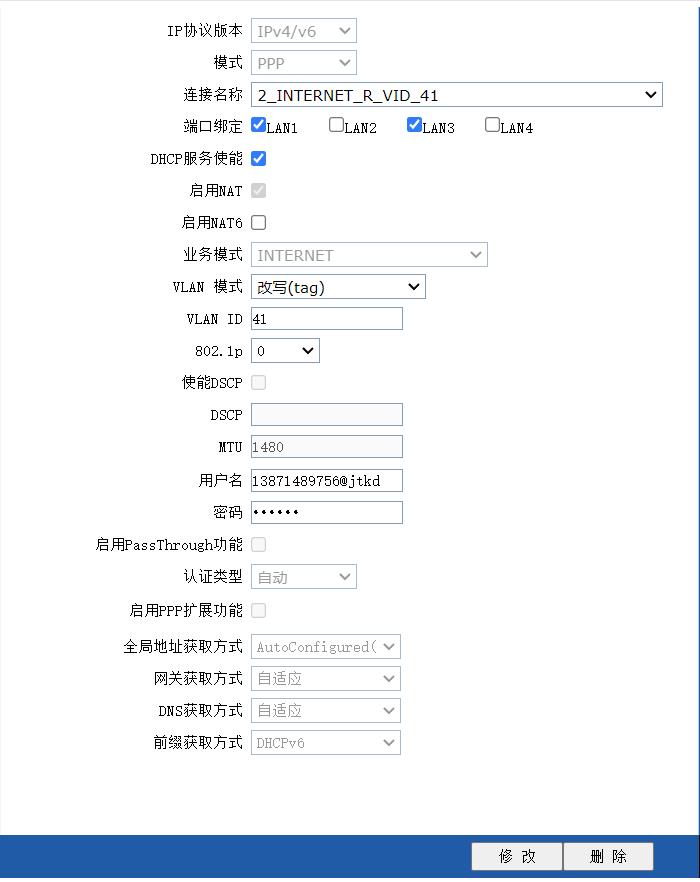 IP协议版本 IPv4/v6
模式 PPP
连接名称 2_INTERNET_R_VID_41
端口绑定 LAN1 LAN2 LAN3 LAN4
DHCP服务使能
启用NAT
启用NAT6
业务模式 INTERNET
VLAN 模式 改写(tag)
VLAN ID 41
802.1p 0
使能DSCP
DSCP
MTU 1480
用户名 13871489756@jtkd
密码 ••••••
启用PassThrough功能
认证类型 自动
启用PPP扩展功能
全局地址获取方式 AutoConfigured(
网关获取方式 自适应
DNS获取方式 自适应
前缀获取方式 DHCPv6
修 改 删 除